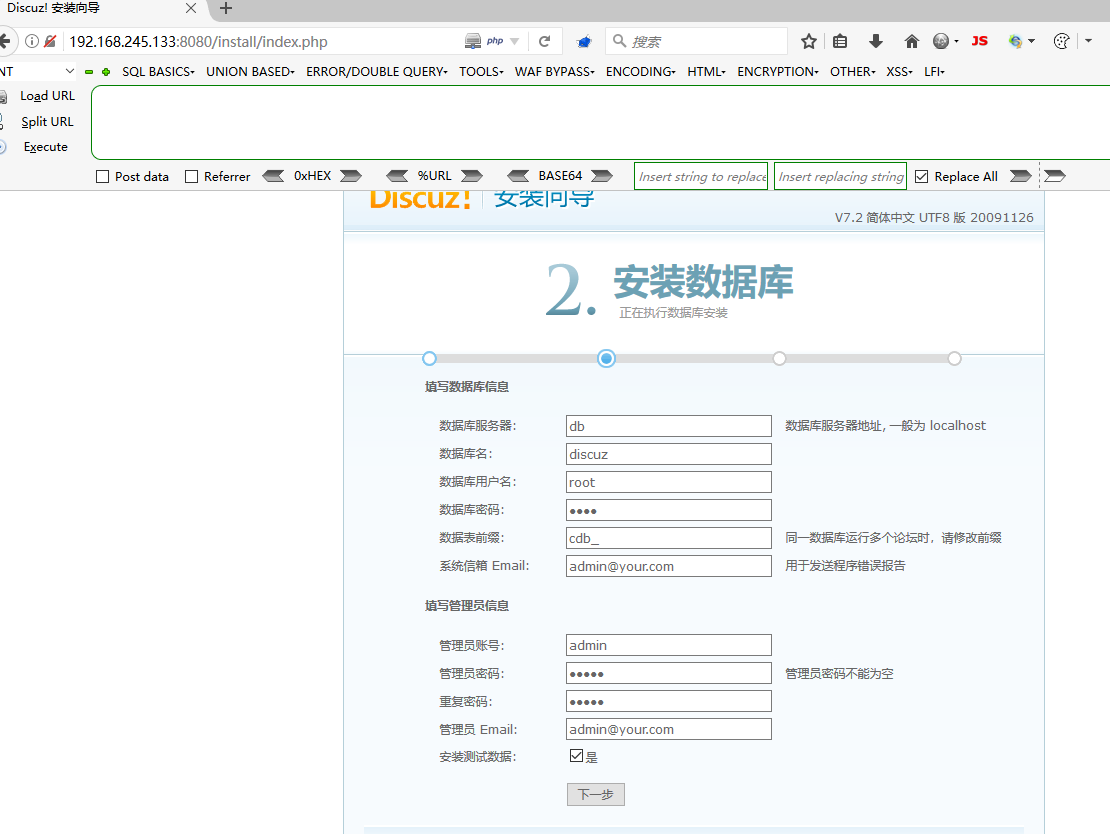 Discuz! 安装向导
192.168.245.133:8080/install/index.php php 搜索 JS
NT SQL BASICS UNION BASED ERROR/DOUBLE QUERY TOOLS WAF BYPASS ENCODING HTML ENCRYPTION OTHER XSS LFI
Load URL
Split URL
Execute
Post data Referrer 0xHEX %URL BASE64 Insert string to replace Insert replacing string Replace All
Discuz! 安装向导
V7.2 简体中文 UTF8 版 20091126
2. 安装数据库
正在执行数据库安装
填写数据库信息
数据库服务器: db 数据库服务器地址, 一般为 localhost
数据库名: discuz
数据库用户名: root
数据库密码: ••••
数据表前缀: cdb_ 同一数据库运行多个论坛时，请修改前缀
系统信箱 Email: admin@your.com 用于发送程序错误报告
填写管理员信息
管理员账号: admin
管理员密码: ••••• 管理员密码不能为空
重复密码: •••••
管理员 Email: admin@your.com
安装测试数据: 是
下一步